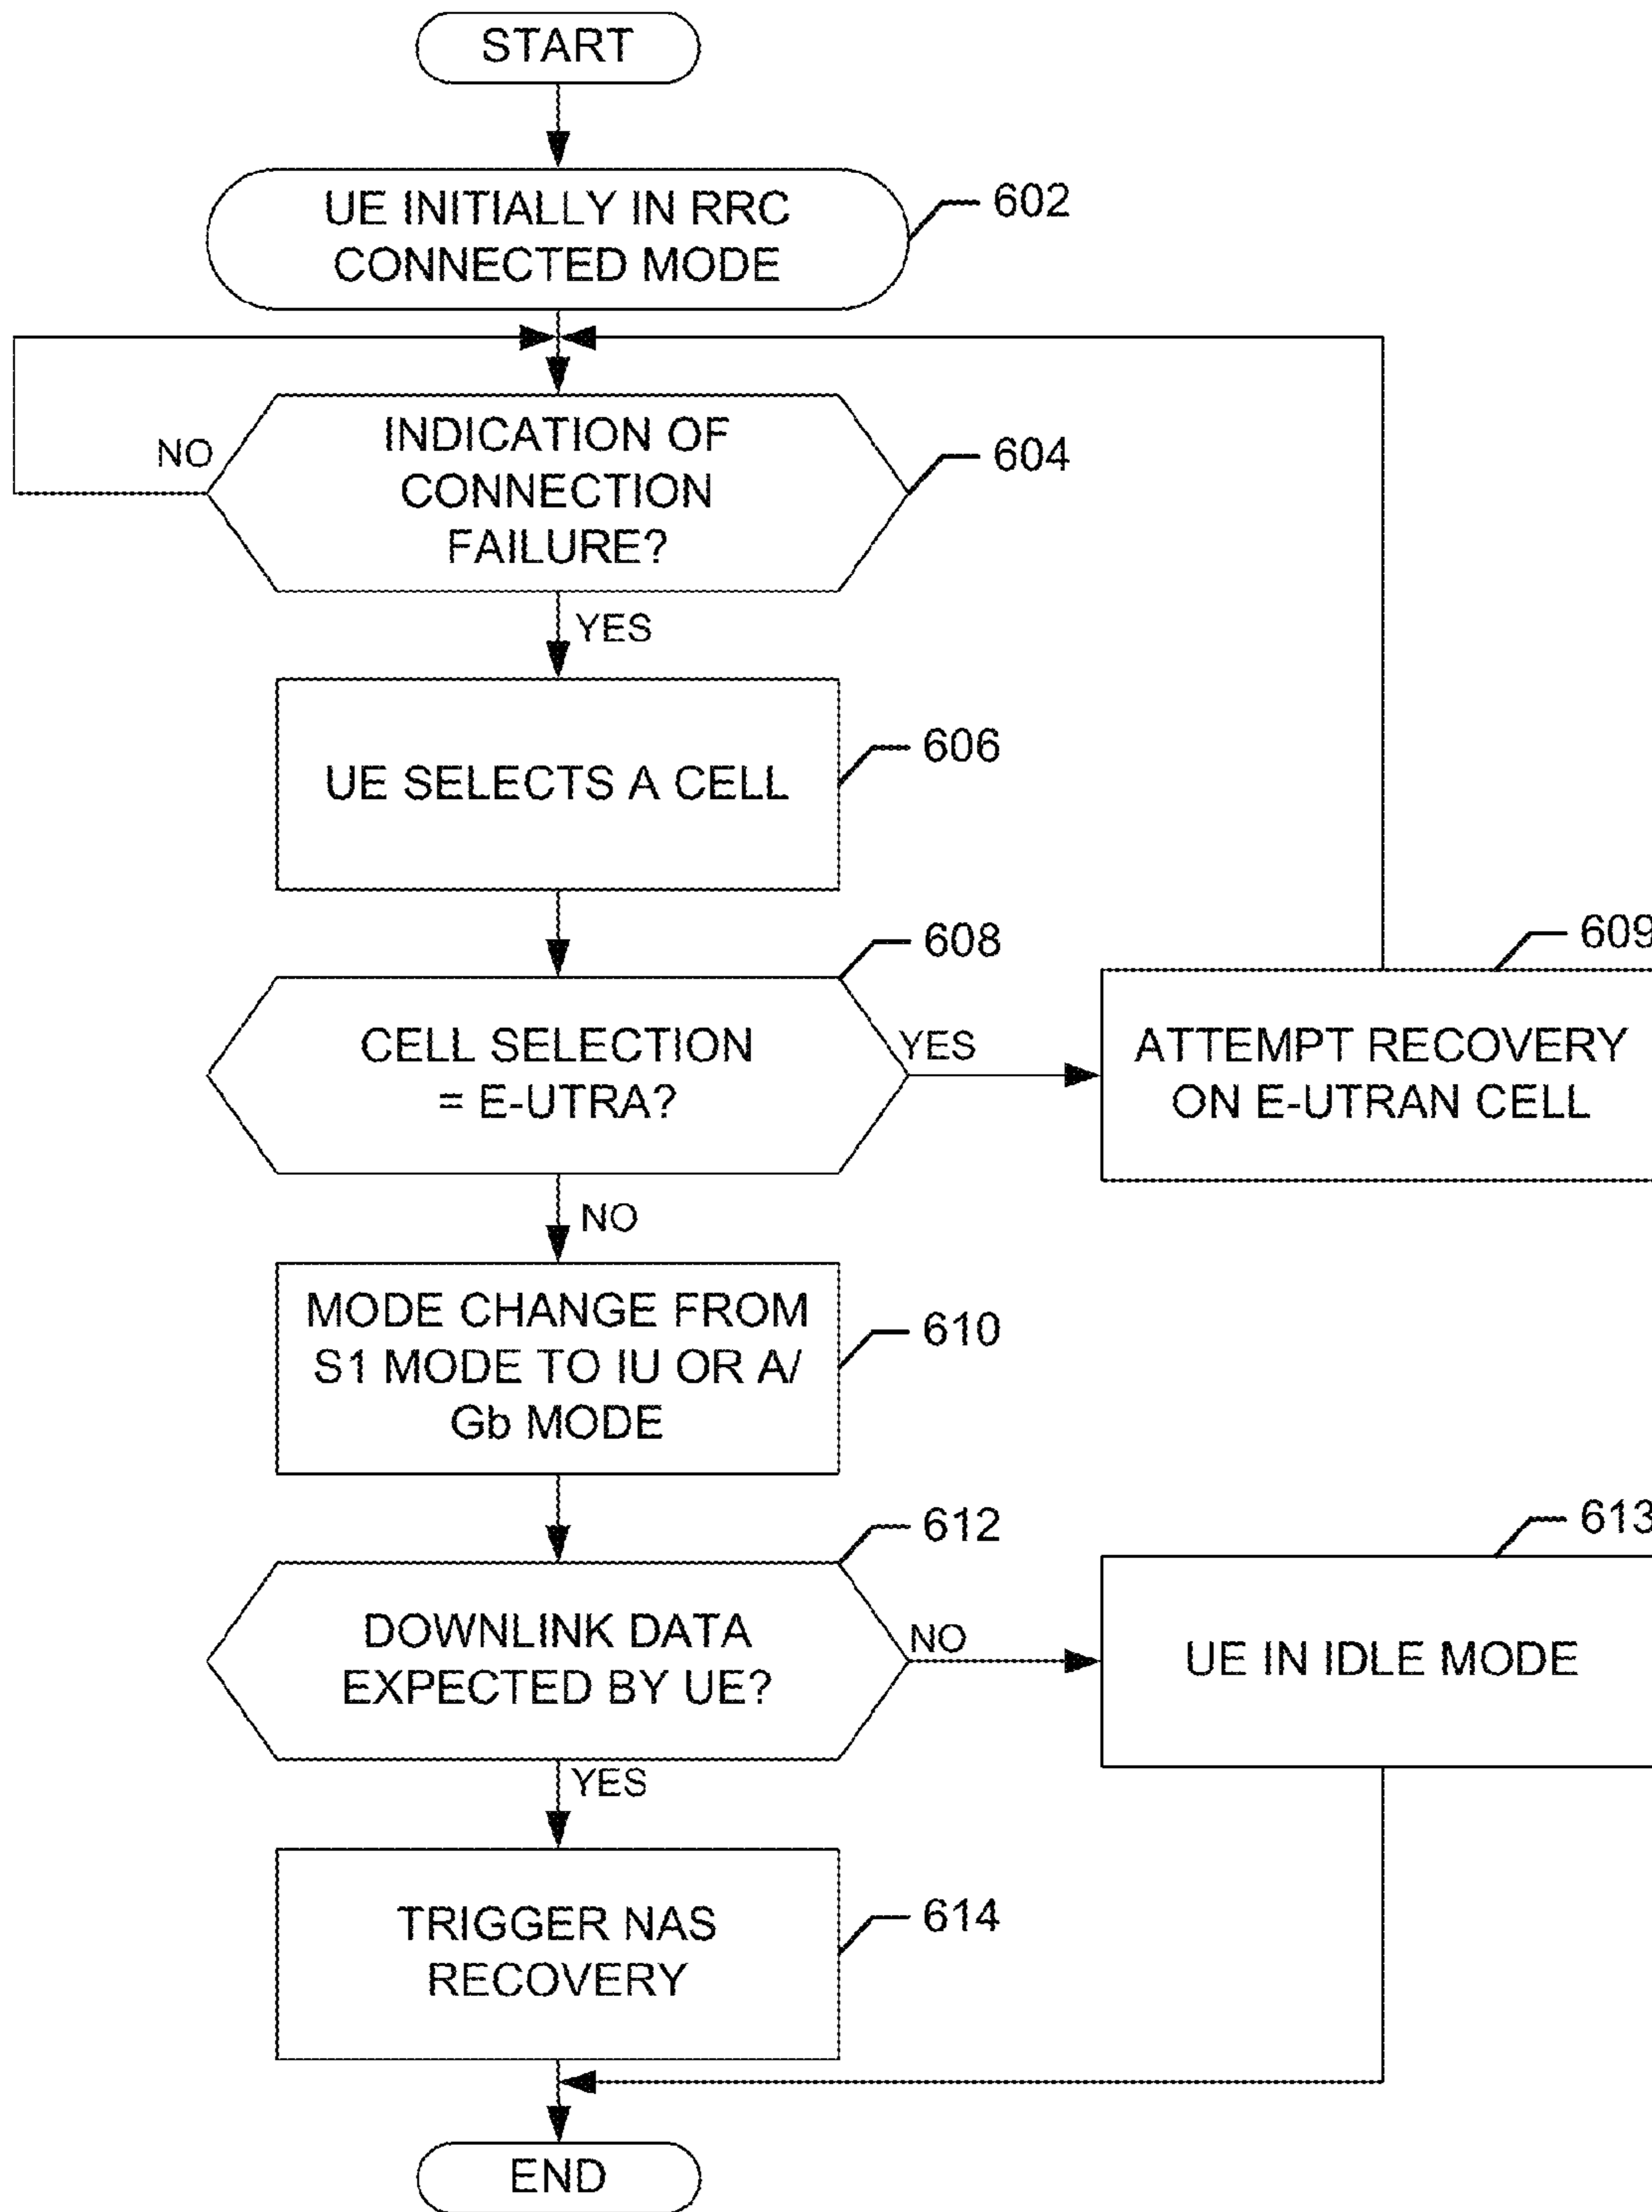 START
UE INITIALLY IN RRC
CONNECTED MODE
602
INDICATION OF
CONNECTION
FAILURE?
604
NO
YES
UE SELECTS A CELL
606
CELL SELECTION
= E-UTRA?
608
YES
ATTEMPT RECOVERY
ON E-UTRAN CELL
609
NO
MODE CHANGE FROM
S1 MODE TO IU OR A/
Gb MODE
610
DOWNLINK DATA
EXPECTED BY UE?
612
NO
UE IN IDLE MODE
613
YES
TRIGGER NAS
RECOVERY
614
END